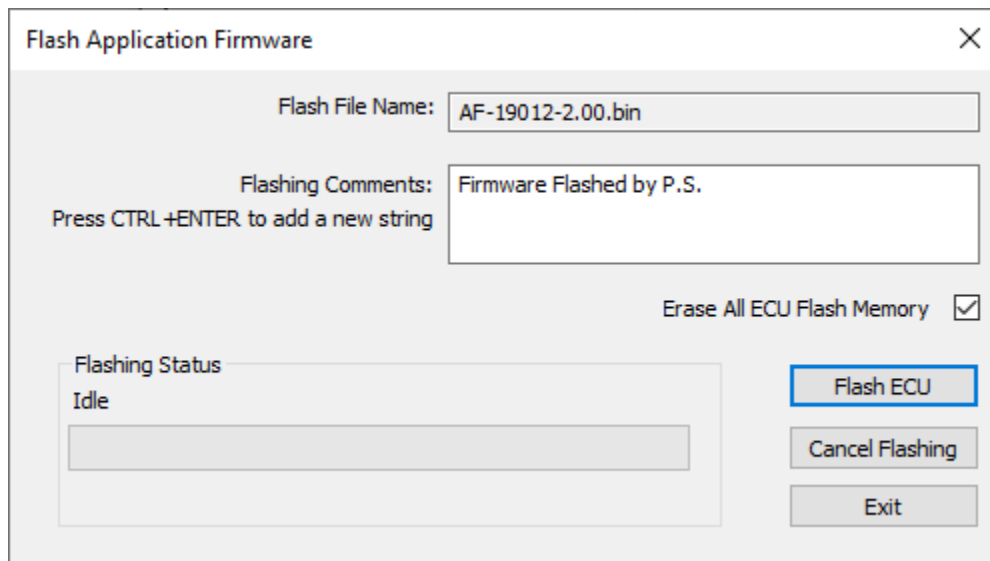 Flash Application Firmware
Flash File Name:
AF-19012-2.00.bin
Flashing Comments:
Firmware Flashed by P.S.
Press CTRL+ENTER to add a new string
Erase All ECU Flash Memory
Flashing Status
Idle
Flash ECU
Cancel Flashing
Exit